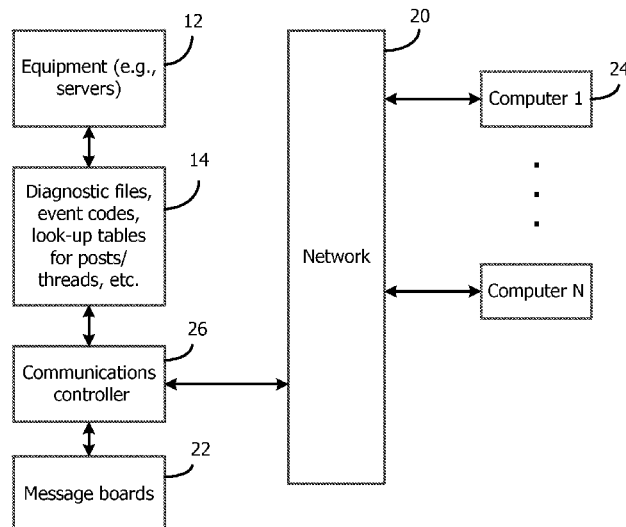 12
Equipment (e.g.,
servers)
14
Diagnostic files,
event codes,
look-up tables
for posts/
threads, etc.
26
Communications
controller
22
Message boards
20
Network
24
Computer 1
Computer N